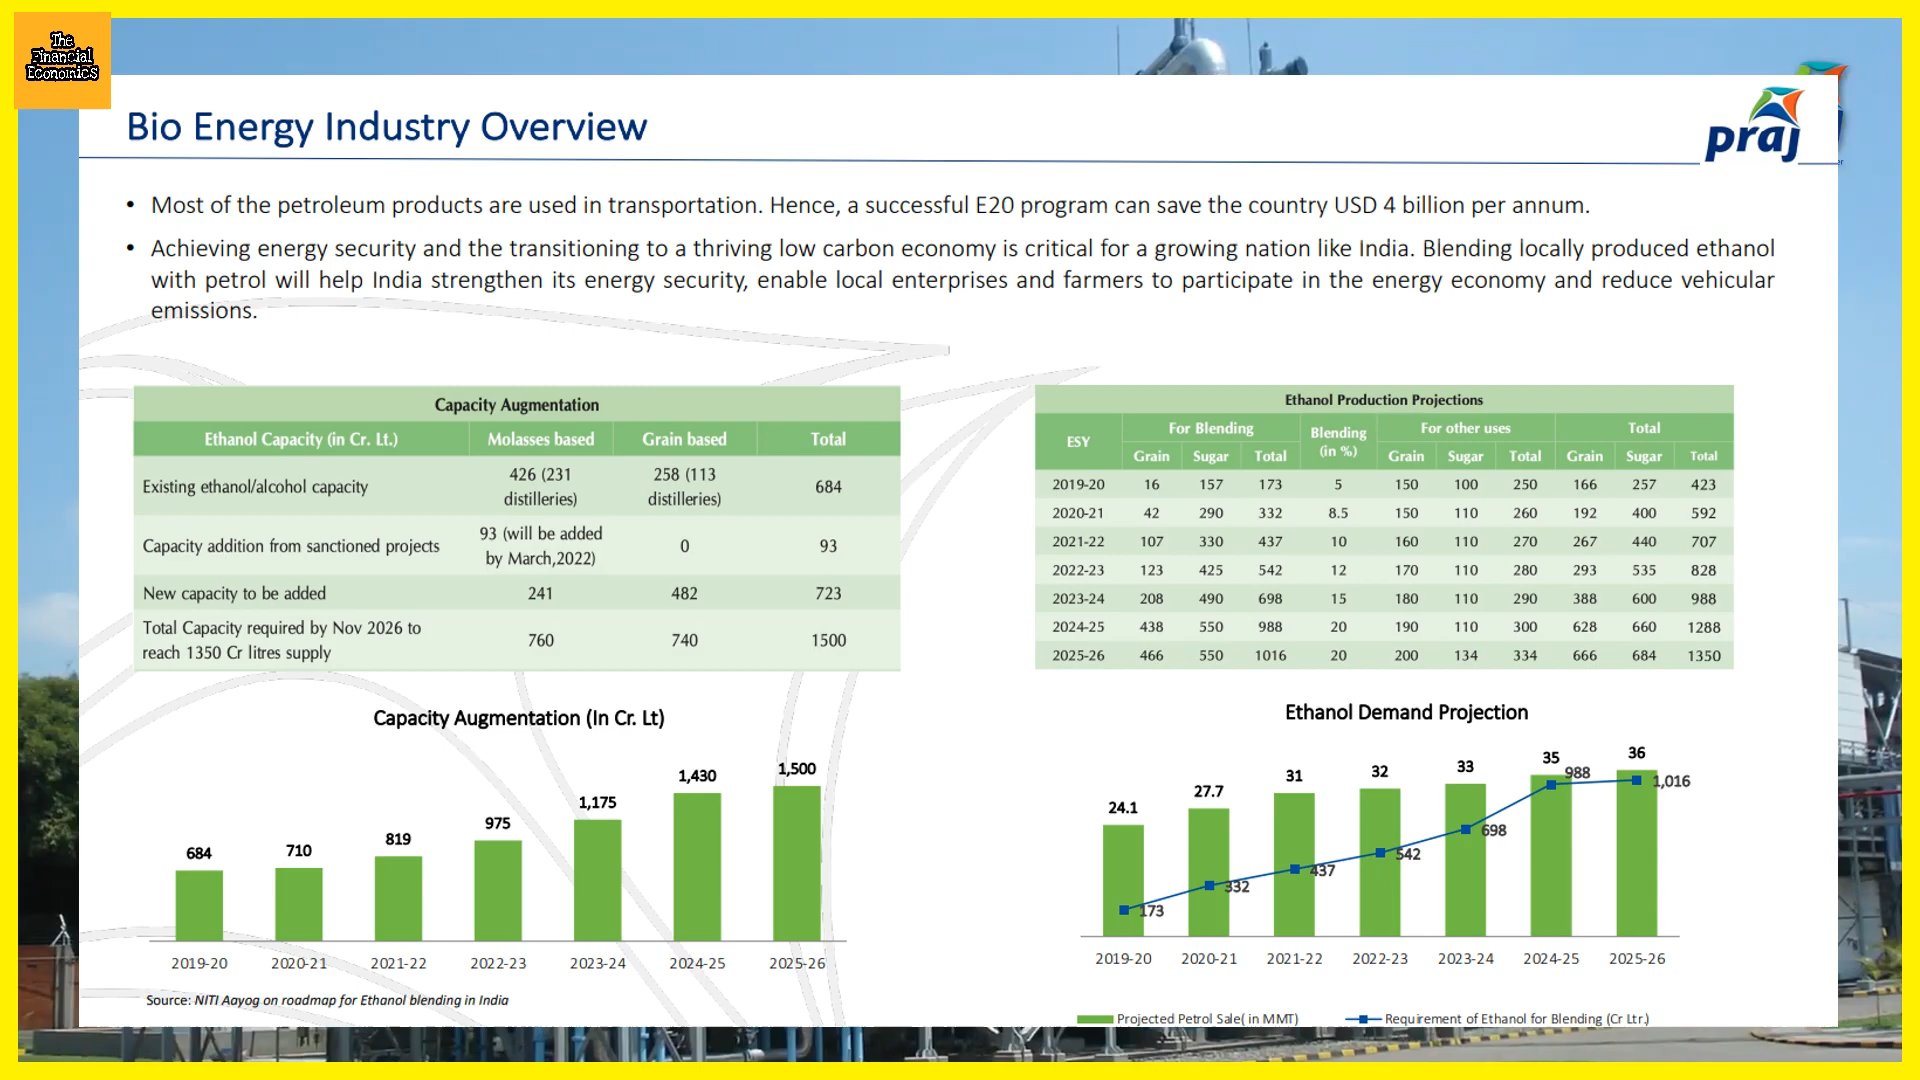 The
Financial
Economics
Bio Energy Industry Overview
praj
• Most of the petroleum products are used in transportation. Hence, a successful E20 program can save the country USD 4 billion per annum.
• Achieving energy security and the transitioning to a thriving low carbon economy is critical for a growing nation like India. Blending locally produced ethanol
with petrol will help India strengthen its energy security, enable local enterprises and farmers to participate in the energy economy and reduce vehicular
emissions.
Capacity Augmentation
Ethanol Capacity (in Cr. Lt.) Molasses based Grain based Total
Existing ethanol/alcohol capacity 426 (231 distilleries) 258 (113 distilleries) 684
Capacity addition from sanctioned projects 93 (will be added by March,2022) 0 93
New capacity to be added 241 482 723
Total Capacity required by Nov 2026 to reach 1350 Cr litres supply 760 740 1500
Ethanol Production Projections
ESY For Blending Blending (in %) For other uses Total
Grain Sugar Total Grain Sugar Total Grain Sugar Total
2019-20 16 157 173 5 150 100 250 166 257 423
2020-21 42 290 332 8.5 150 110 260 192 400 592
2021-22 107 330 437 10 160 110 270 267 440 707
2022-23 123 425 542 12 170 110 280 293 535 828
2023-24 208 490 698 15 180 110 290 388 600 988
2024-25 438 550 988 20 190 110 300 628 660 1288
2025-26 466 550 1016 20 200 134 334 666 684 1350
Capacity Augmentation (In Cr. Lt)
684 710 819 975 1,175 1,430 1,500
2019-20 2020-21 2021-22 2022-23 2023-24 2024-25 2025-26
Source: NITI Aayog on roadmap for Ethanol blending in India
Ethanol Demand Projection
24.1 27.7 31 32 33 35 36
173 332 437 542 698 988 1,016
2019-20 2020-21 2021-22 2022-23 2023-24 2024-25 2025-26
Projected Petrol Sale( in MMT) Requirement of Ethanol for Blending (Cr Ltr.)